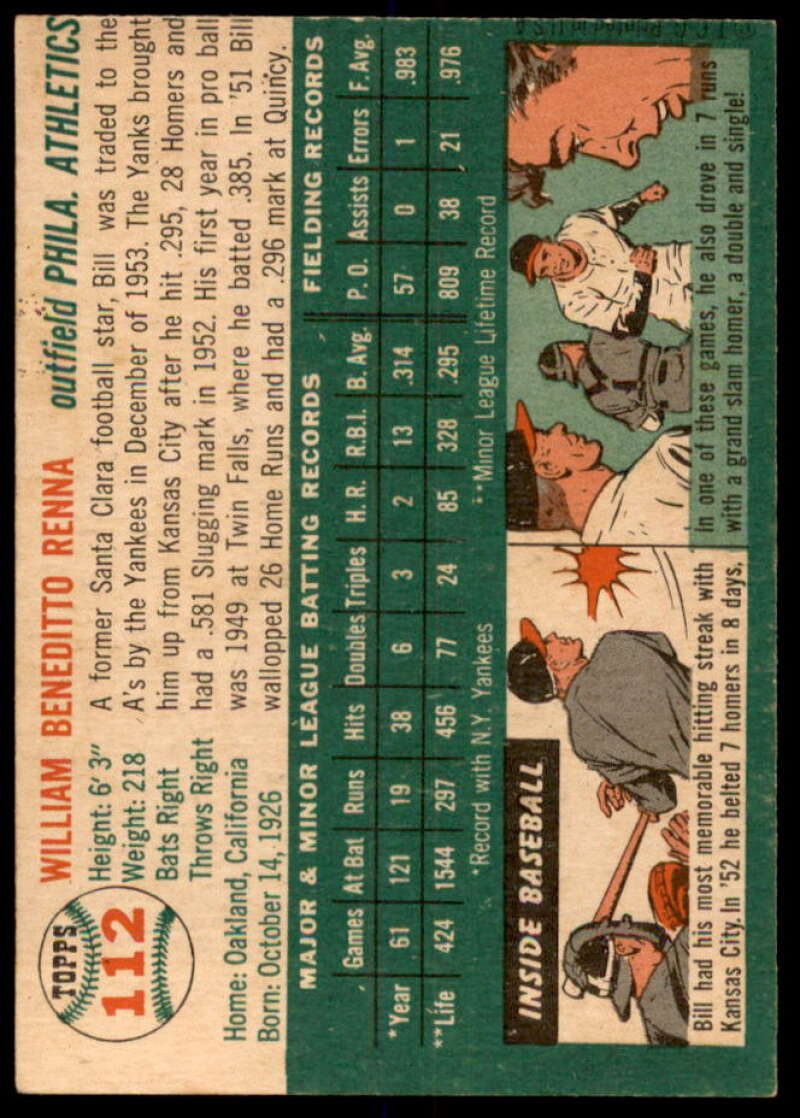 TOPPS
112
WILLIAM BENEDITTO RENNA
outfield PHILA. ATHLETICS
Height: 6' 3"
Weight: 218
Bats Right
Throws Right
Home: Oakland, California
Born: October 14, 1926
A former Santa Clara football star, Bill was traded to the
A's by the Yankees in December of 1953. The Yanks brought
him up from Kansas City after he hit .295, 28 Homers and
had a .581 Slugging mark in 1952. His first year in pro ball
was 1949 at Twin Falls, where he batted .385. In '51 Bill
wallopped 26 Home Runs and had a .296 mark at Quincy.
MAJOR & MINOR LEAGUE BATTING RECORDS FIELDING RECORDS
Games At Bat Runs Hits Doubles Triples H. R. R.B.I. B. Avg. P. O. Assists Errors F. Avg.
*Year 61 121 19 38 6 3 2 13 .314 57 0 1 .983
**Life 424 1544 297 456 77 24 85 328 .295 809 38 21 .976
*Record with N.Y. Yankees **Minor League Lifetime Record
INSIDE BASEBALL
Bill had his most memorable hitting streak with
Kansas City. In '52 he belted 7 homers in 8 days.
In one of these games, he also drove in 7 runs
with a grand slam homer, a double and single!
© T.C.G. Printed in U.S.A.